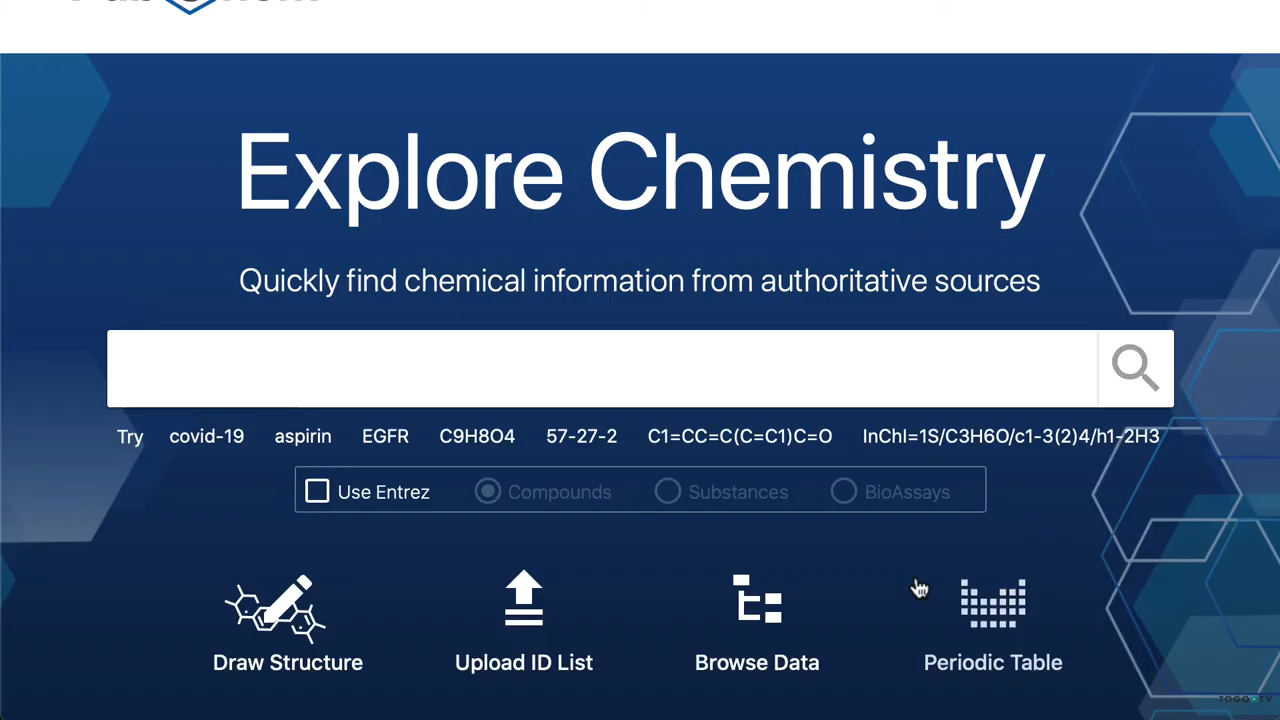 Explore Chemistry
Quickly find chemical information from authoritative sources
Try covid-19 aspirin EGFR C9H8O4 57-27-2 C1=CC=C(C=C1)C=O InChI=1S/C3H6O/c1-3(2)4/h1-2H3
Use Entrez Compounds Substances BioAssays
Draw Structure Upload ID List Browse Data Periodic Table
TOGO TV